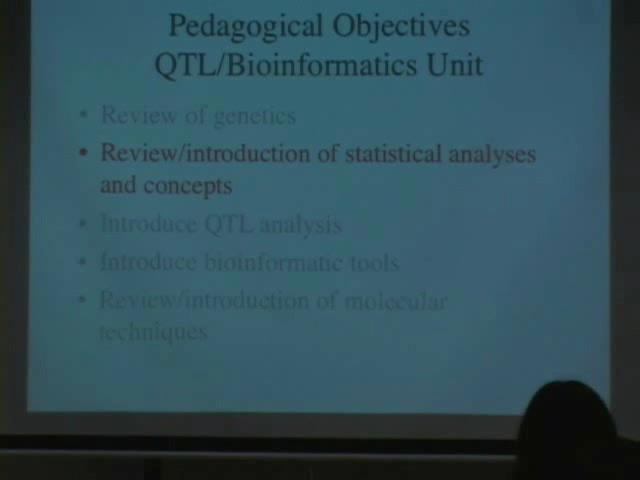 Pedagogical Objectives
QTL/Bioinformatics Unit
• Review of genetics
• Review/introduction of statistical analyses
and concepts
• Introduce QTL analysis
• Introduce bioinformatic tools
• Review/introduction of molecular
techniques